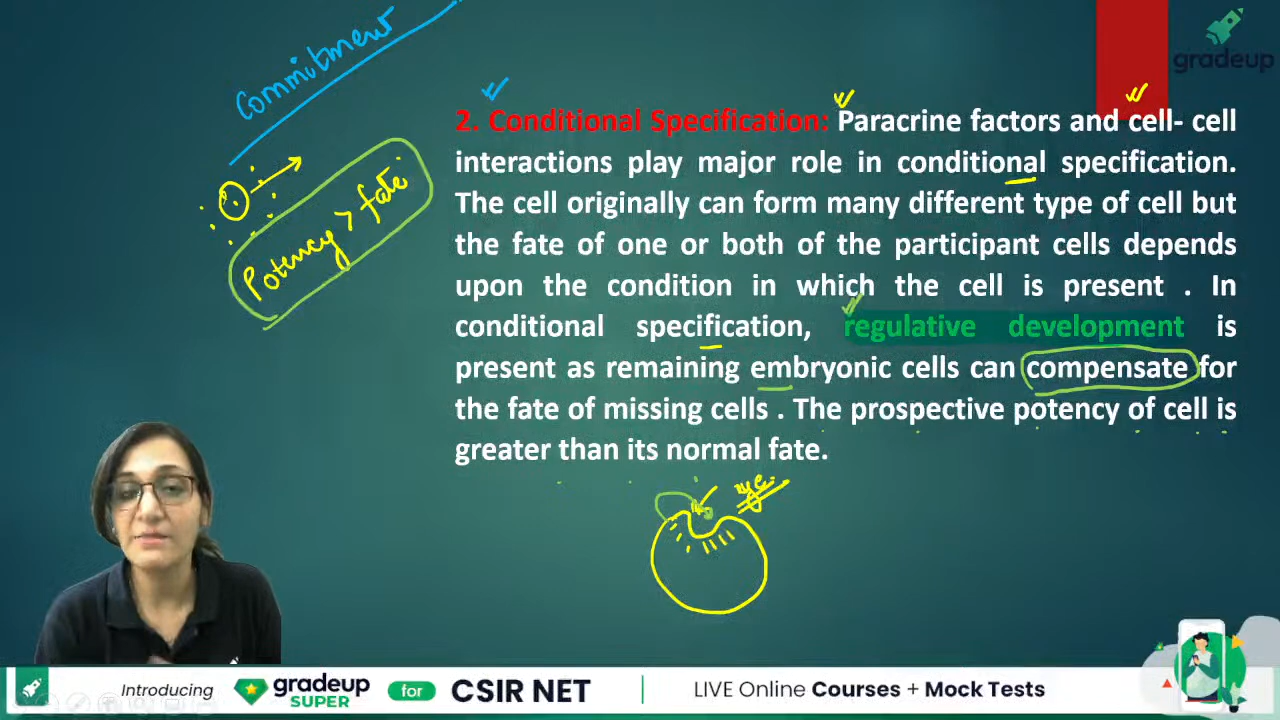 Commitment
gradeup
2. Conditional Specification: Paracrine factors and cell- cell
interactions play major role in conditional specification.
The cell originally can form many different type of cell but
the fate of one or both of the participant cells depends
upon the condition in which the cell is present . In
conditional specification, regulative development is
present as remaining embryonic cells can compensate for
the fate of missing cells . The prospective potency of cell is
greater than its normal fate.
Potency > fate
Introducing gradeup SUPER for CSIR NET LIVE Online Courses + Mock Tests